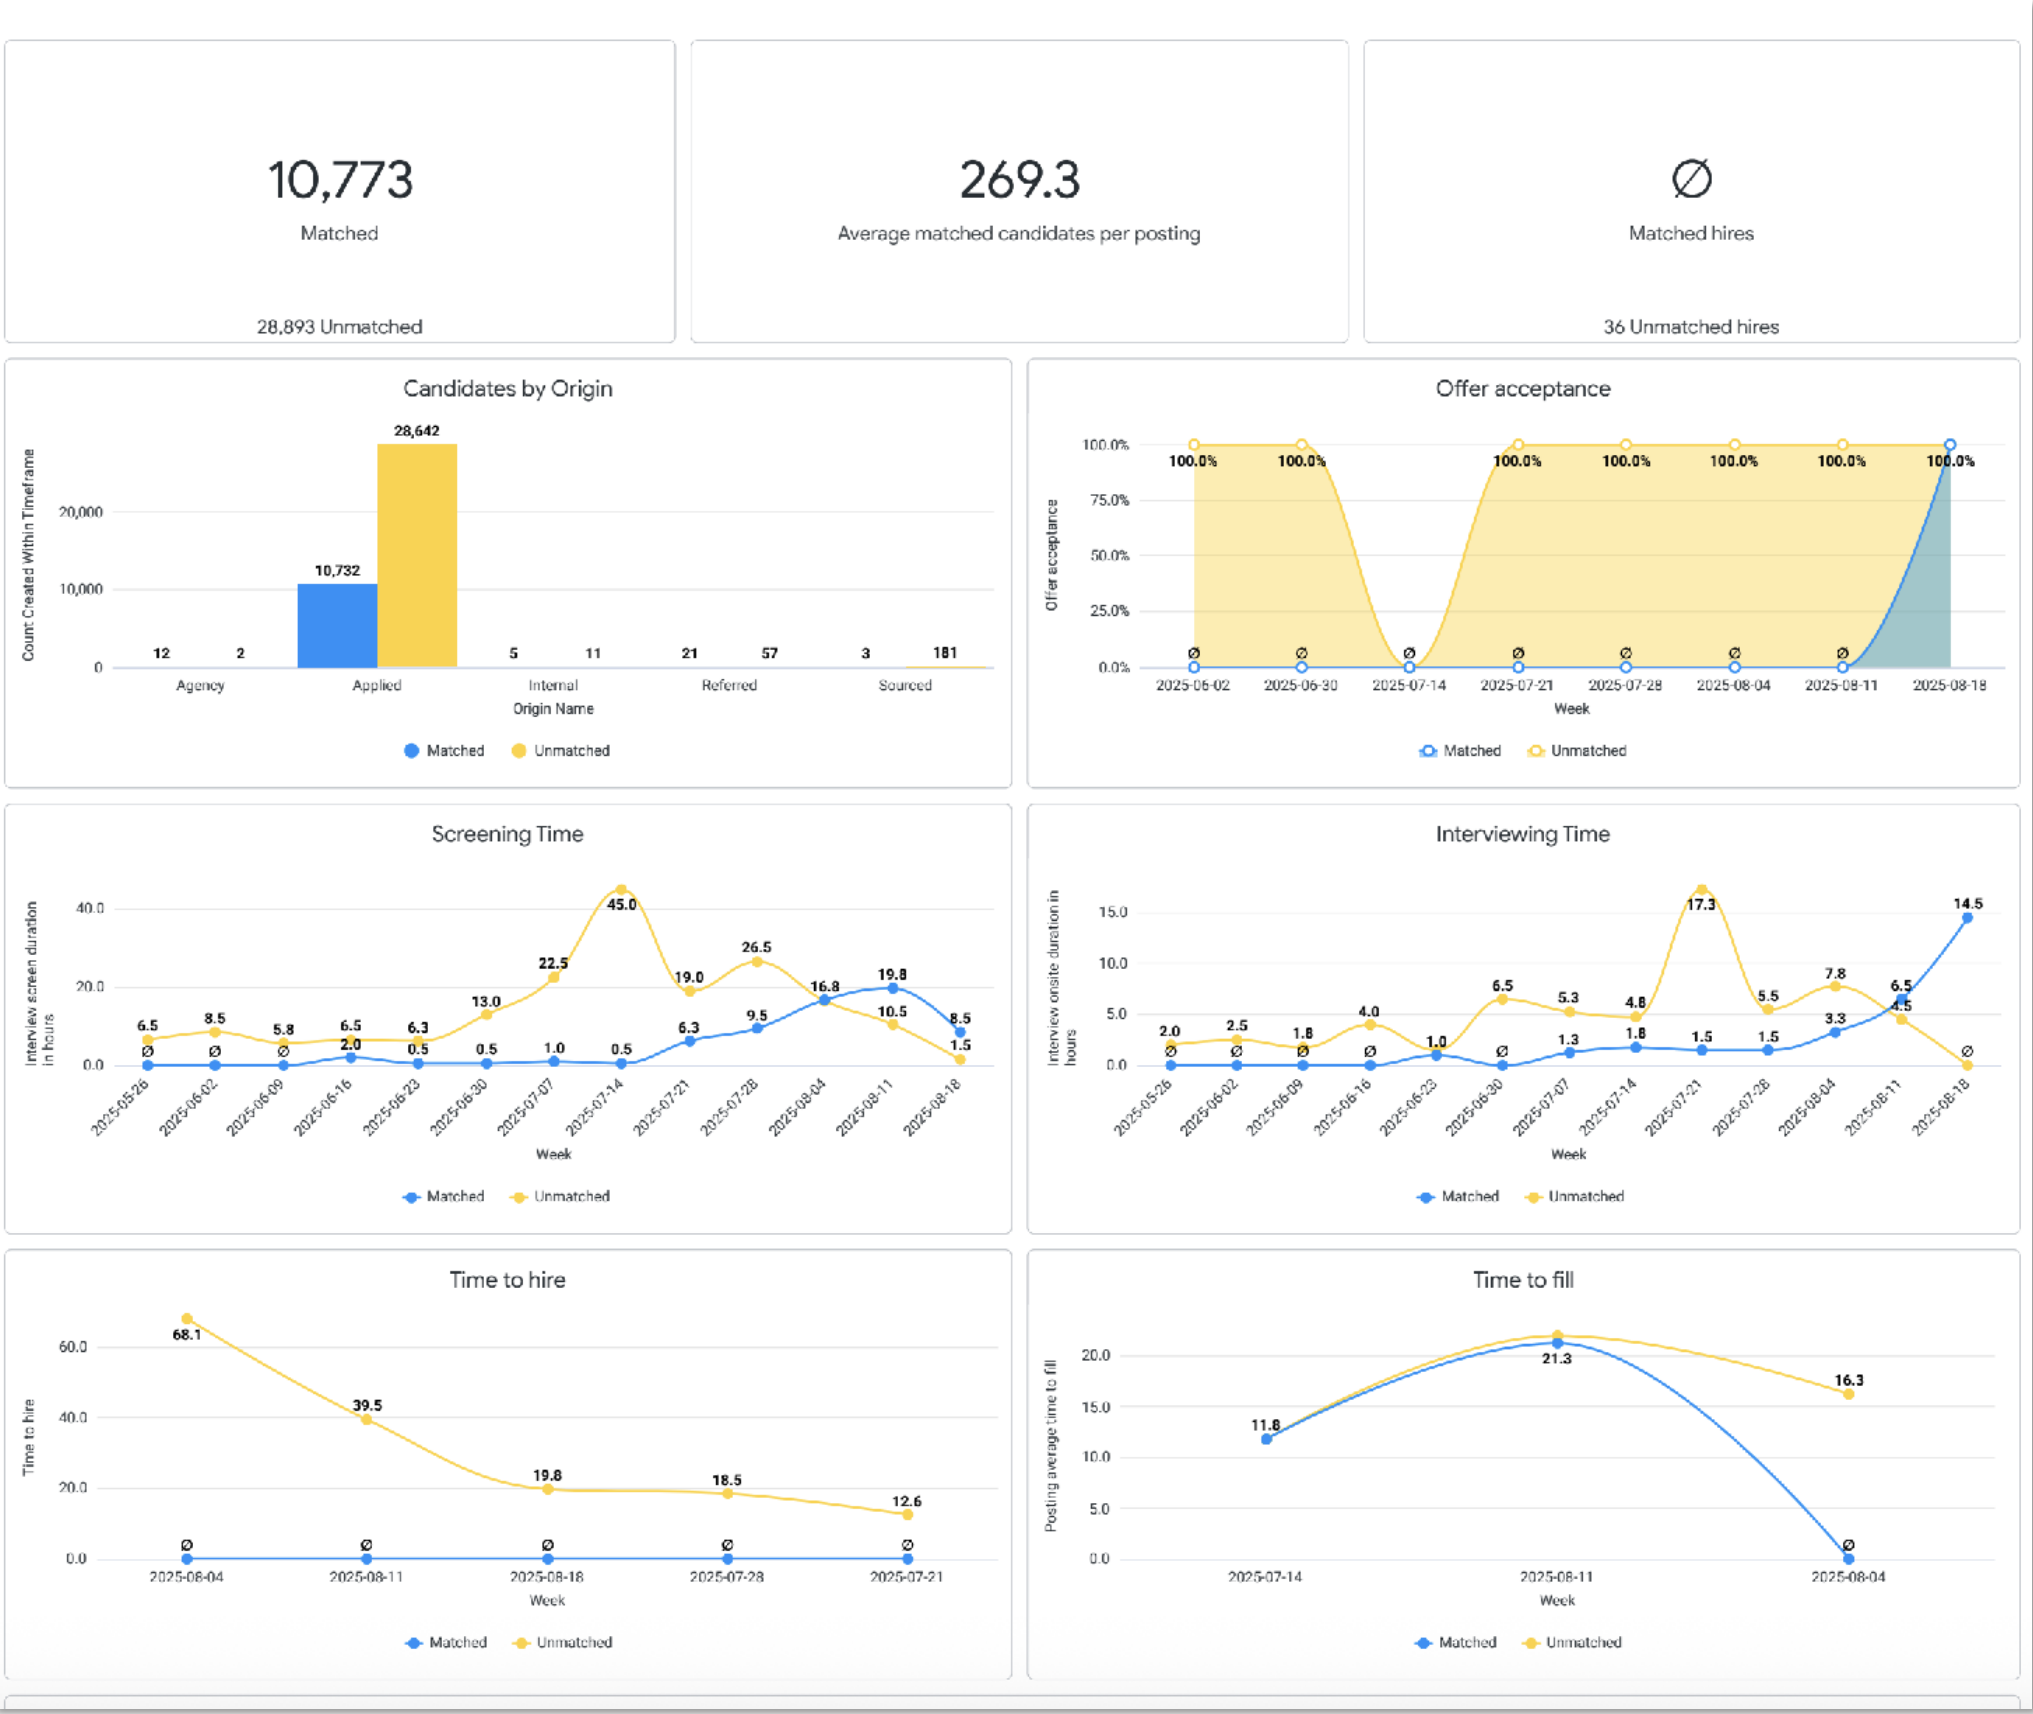 10,773
Matched
28,893 Unmatched
269.3
Average matched candidates per posting
∅
Matched hires
36 Unmatched hires
Candidates by Origin
Count Created Within Timeframe
20,000
10,000
0
12 2 10,732 28,642 5 11 21 57 3 181
Agency Applied Internal Referred Sourced
Origin Name
Matched Unmatched
Offer acceptance
Offer acceptance
100.0%
75.0%
50.0%
25.0%
0.0%
100.0% 100.0% 100.0% 100.0% 100.0% 100.0% 100.0%
∅ ∅ ∅ ∅ ∅ ∅ ∅
2025-06-02 2025-06-30 2025-07-14 2025-07-21 2025-07-28 2025-08-04 2025-08-11 2025-08-18
Week
Matched Unmatched
Screening Time
Interview screen duration
in hours
40.0
20.0
0.0
6.5 8.5 5.8 6.5 6.3 13.0 22.5 45.0 19.0 26.5 16.8 10.5 1.5
∅ ∅ ∅ 2.0 0.5 0.5 1.0 0.5 6.3 9.5 19.8 8.5
2025-05-26 2025-06-02 2025-06-09 2025-06-16 2025-06-23 2025-06-30 2025-07-07 2025-07-14 2025-07-21 2025-07-28 2025-08-04 2025-08-11 2025-08-18
Week
Matched Unmatched
Interviewing Time
Interview onsite duration in
hours
15.0
10.0
5.0
0.0
2.0 2.5 1.8 4.0 6.5 5.3 4.8 17.3 5.5 7.8 4.5 ∅
∅ ∅ ∅ ∅ 1.0 ∅ 1.3 1.8 1.5 1.5 3.3 6.5 14.5
2025-05-26 2025-06-02 2025-06-09 2025-06-16 2025-06-23 2025-06-30 2025-07-07 2025-07-14 2025-07-21 2025-07-28 2025-08-04 2025-08-11 2025-08-18
Week
Matched Unmatched
Time to hire
Time to hire
60.0
40.0
20.0
0.0
68.1 39.5 19.8 18.5 12.6
∅ ∅ ∅ ∅ ∅
2025-08-04 2025-08-11 2025-08-18 2025-07-28 2025-07-21
Week
Matched Unmatched
Time to fill
Posting average time to fill
20.0
15.0
10.0
5.0
0.0
11.8 21.3 16.3
∅
2025-07-14 2025-08-11 2025-08-04
Week
Matched Unmatched